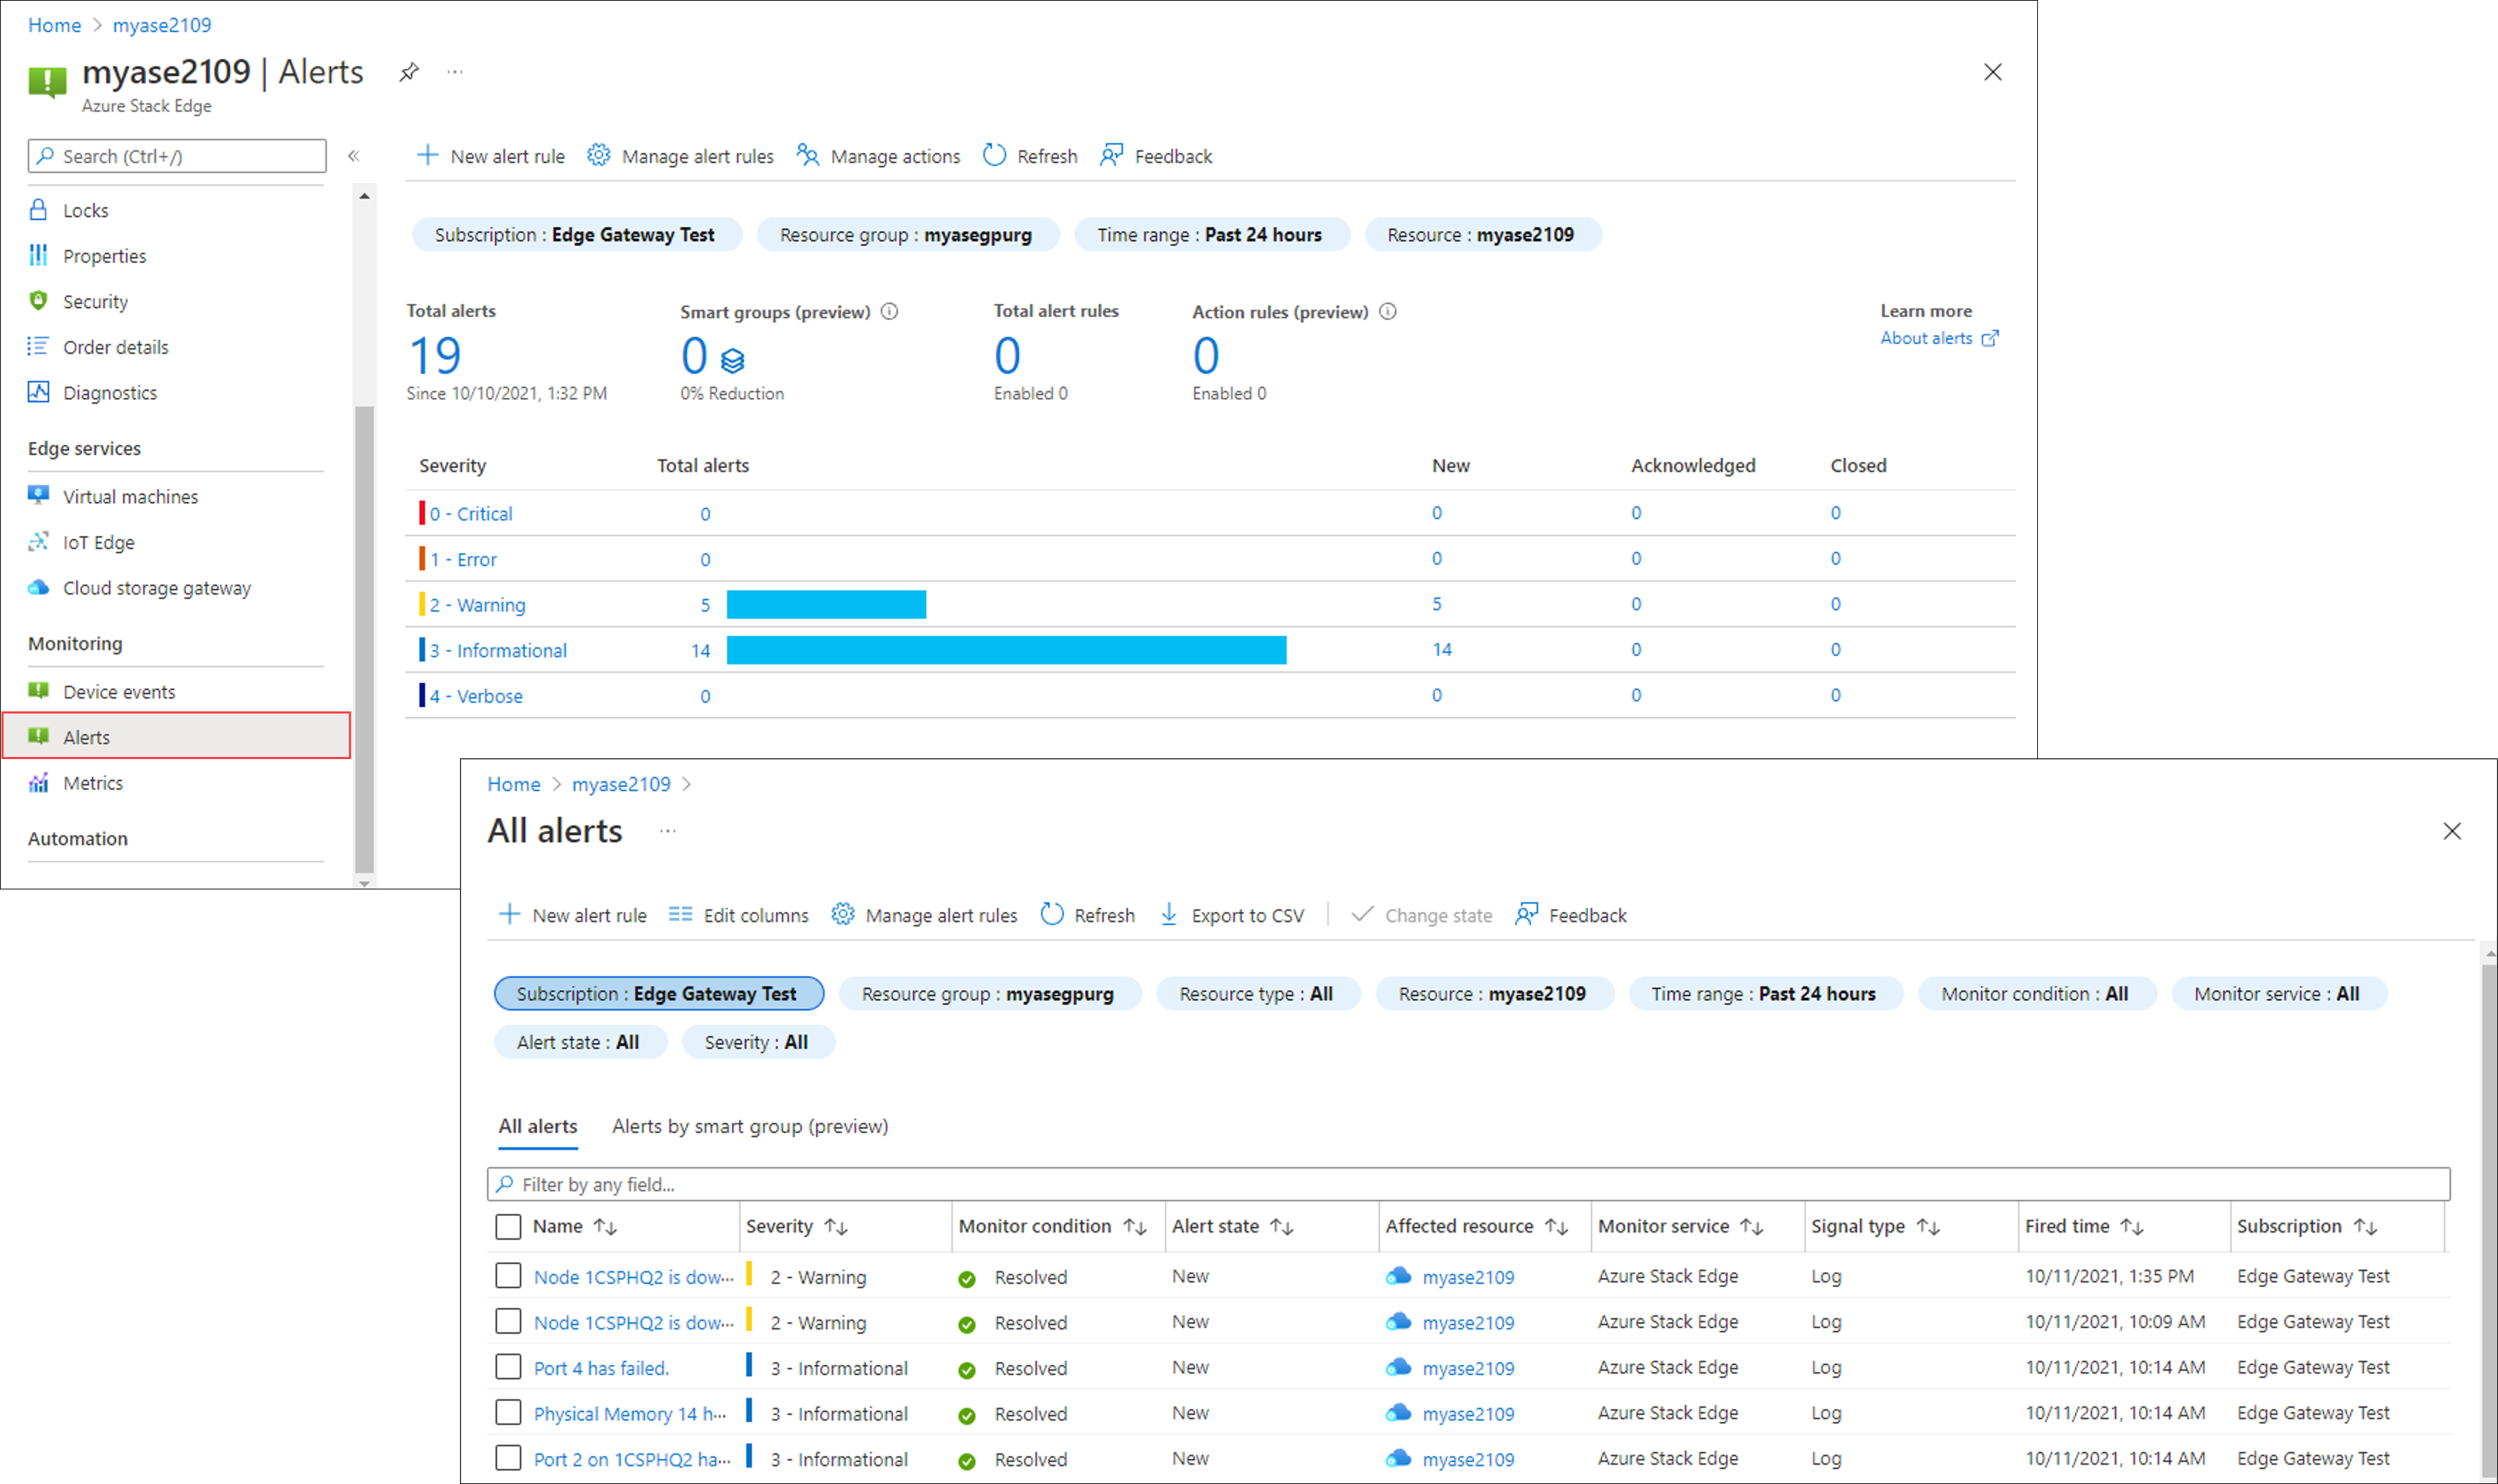 Home > myase2109
myase2109 | Alerts
Azure Stack Edge
Search (Ctrl+/)
Locks
Properties
Security
Order details
Diagnostics
Edge services
Virtual machines
IoT Edge
Cloud storage gateway
Monitoring
Device events
Alerts
Metrics
Automation
New alert rule Manage alert rules Manage actions Refresh Feedback
Subscription : Edge Gateway Test Resource group : myasegpurg Time range : Past 24 hours Resource : myase2109
Total alerts Smart groups (preview) Total alert rules Action rules (preview) Learn more
19 0 0 0 About alerts
Since 10/10/2021, 1:32 PM 0% Reduction Enabled 0 Enabled 0
Severity Total alerts New Acknowledged Closed
0 - Critical 0 0 0 0
1 - Error 0 0 0 0
2 - Warning 5 5 0 0
3 - Informational 14 14 0 0
4 - Verbose 0 0 0 0
Home > myase2109 >
All alerts ...
New alert rule Edit columns Manage alert rules Refresh Export to CSV Change state Feedback
Subscription : Edge Gateway Test Resource group : myasegpurg Resource type : All Resource : myase2109 Time range : Past 24 hours Monitor condition : All Monitor service : All
Alert state : All Severity : All
All alerts Alerts by smart group (preview)
Filter by any field...
Name Severity Monitor condition Alert state Affected resource Monitor service Signal type Fired time Subscription
Node 1CSPHQ2 is dow... 2 - Warning Resolved New myase2109 Azure Stack Edge Log 10/11/2021, 1:35 PM Edge Gateway Test
Node 1CSPHQ2 is dow... 2 - Warning Resolved New myase2109 Azure Stack Edge Log 10/11/2021, 10:09 AM Edge Gateway Test
Port 4 has failed. 3 - Informational Resolved New myase2109 Azure Stack Edge Log 10/11/2021, 10:14 AM Edge Gateway Test
Physical Memory 14 h... 3 - Informational Resolved New myase2109 Azure Stack Edge Log 10/11/2021, 10:14 AM Edge Gateway Test
Port 2 on 1CSPHQ2 ha... 3 - Informational Resolved New myase2109 Azure Stack Edge Log 10/11/2021, 10:14 AM Edge Gateway Test